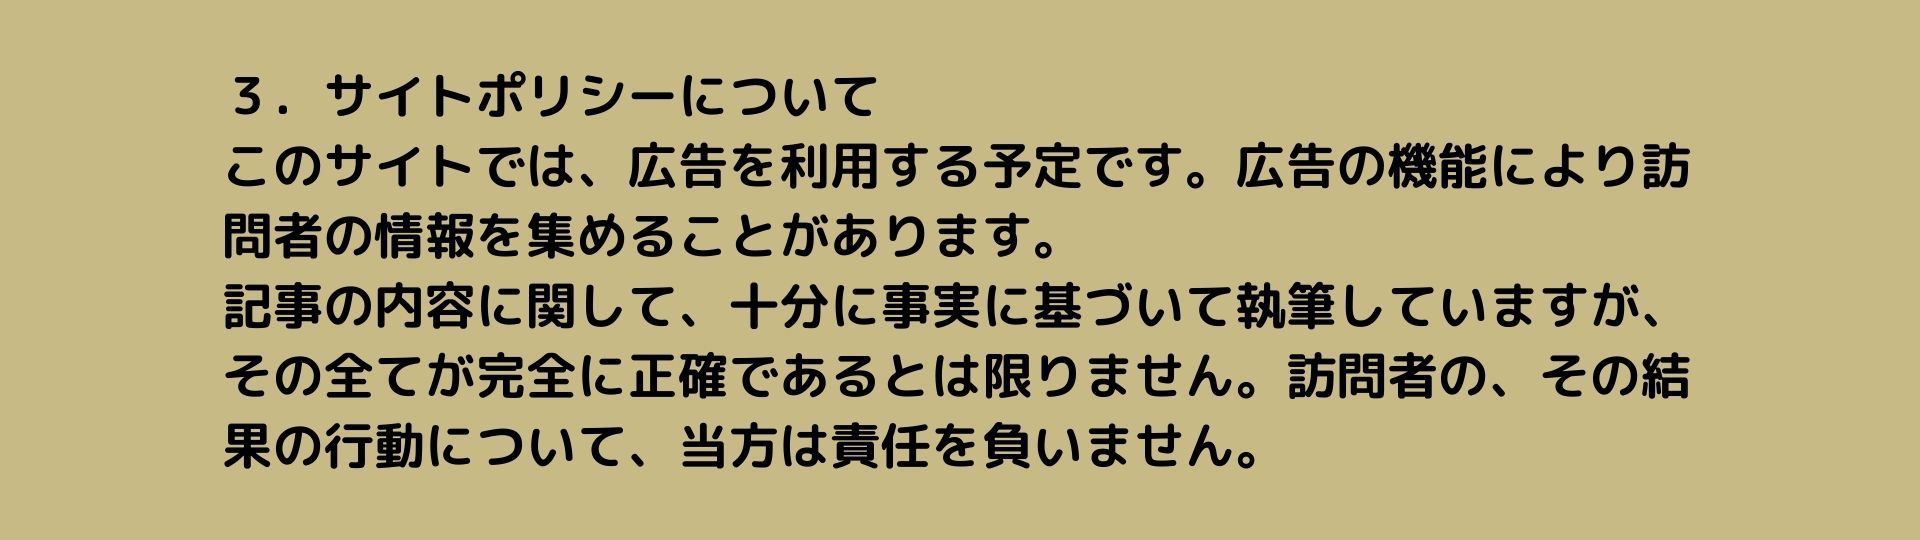 ３．サイトポリシーについて
このサイトでは、広告を利用する予定です。広告の機能により訪
問者の情報を集めることがあります。
記事の内容に関して、十分に事実に基づいて執筆していますが、
その全てが完全に正確であるとは限りません。訪問者の、その結
果の行動について、当方は責任を負いません。